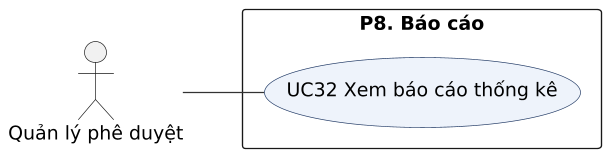 P8. Báo cáo
UC32 Xem báo cáo thống kê
Quản lý phê duyệt